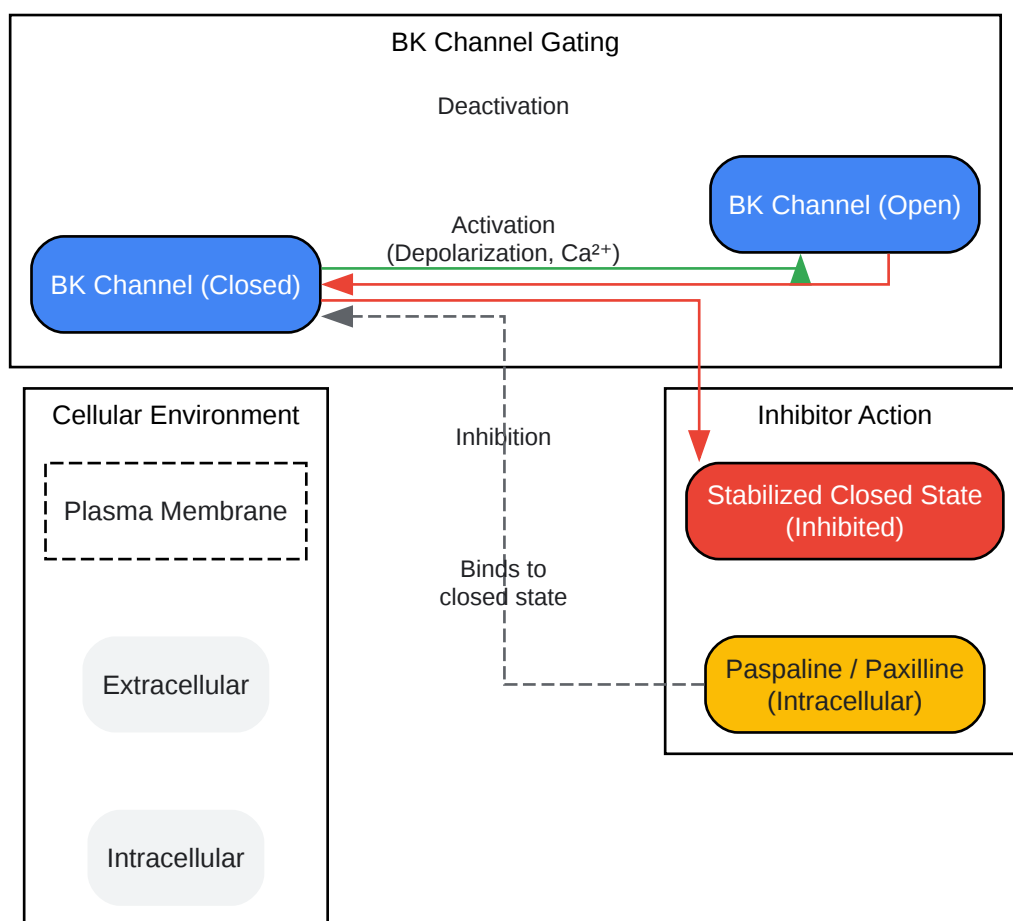 BK Channel Gating
Deactivation
BK Channel (Open)
Activation
(Depolarization, Ca²⁺)
BK Channel (Closed)
Cellular Environment
Plasma Membrane
Extracellular
Intracellular
Inhibition
Binds to
closed state
Inhibitor Action
Stabilized Closed State
(Inhibited)
Paspaline / Paxilline
(Intracellular)